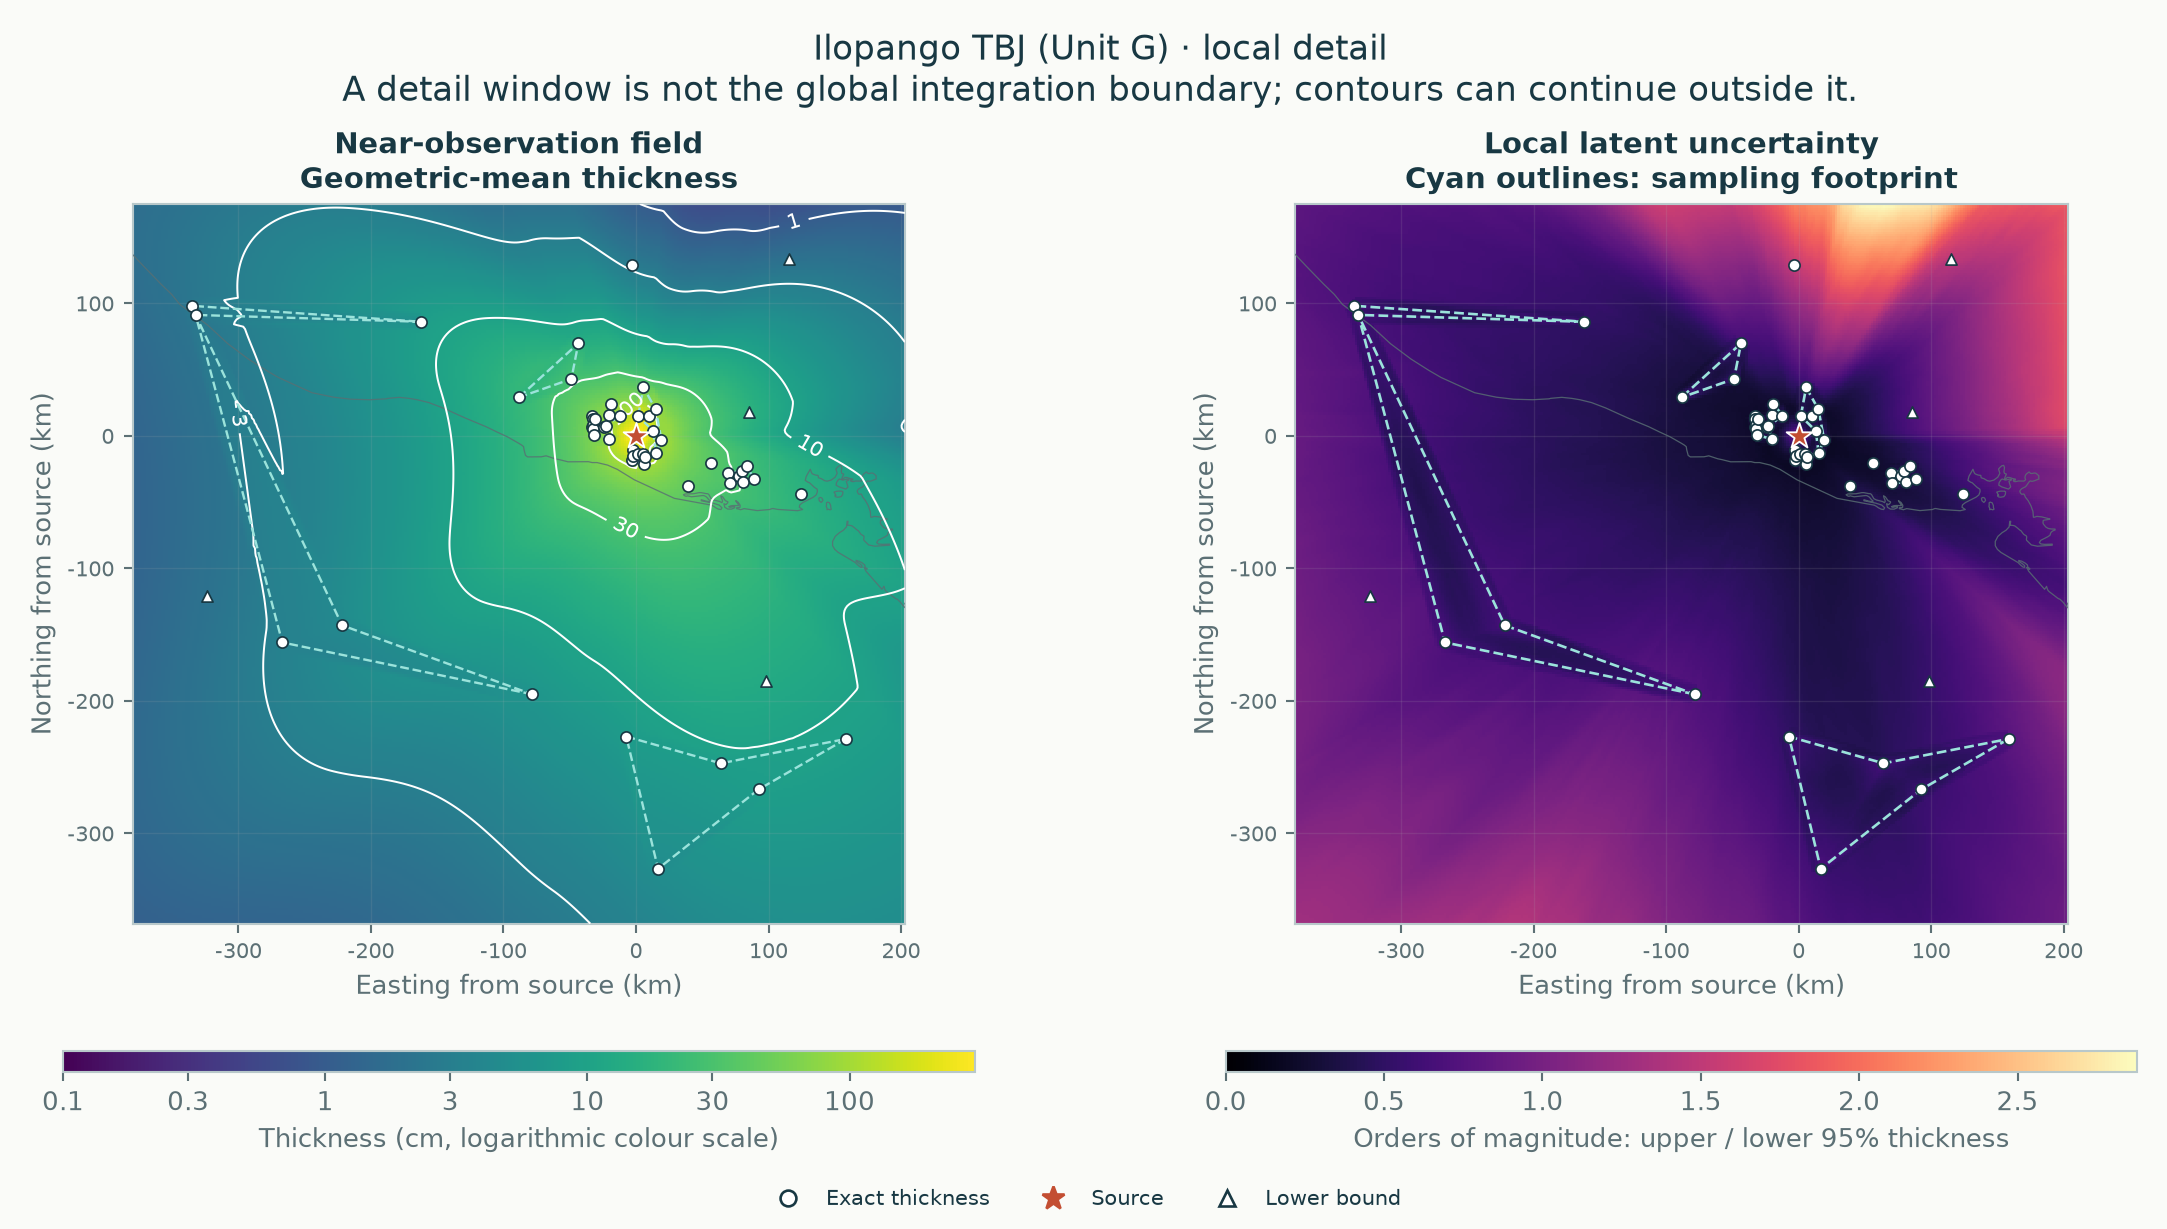 Ilopango TBJ (Unit G) · local detail
A detail window is not the global integration boundary; contours can continue outside it.
Near-observation field
Geometric-mean thickness
1
100
0
-100
-200
-300
3
10
30
Northing from source (km)
-300
-200
-100
0
100
200
Easting from source (km)
0.1
0.3
1
3
10
30
100
Thickness (cm, logarithmic colour scale)
Local latent uncertainty
Cyan outlines: sampling footprint
100
0
-100
-200
-300
Northing from source (km)
-300
-200
-100
0
100
200
Easting from source (km)
0.0
0.5
1.0
1.5
2.0
2.5
Orders of magnitude: upper / lower 95% thickness
Exact thickness
Source
Lower bound